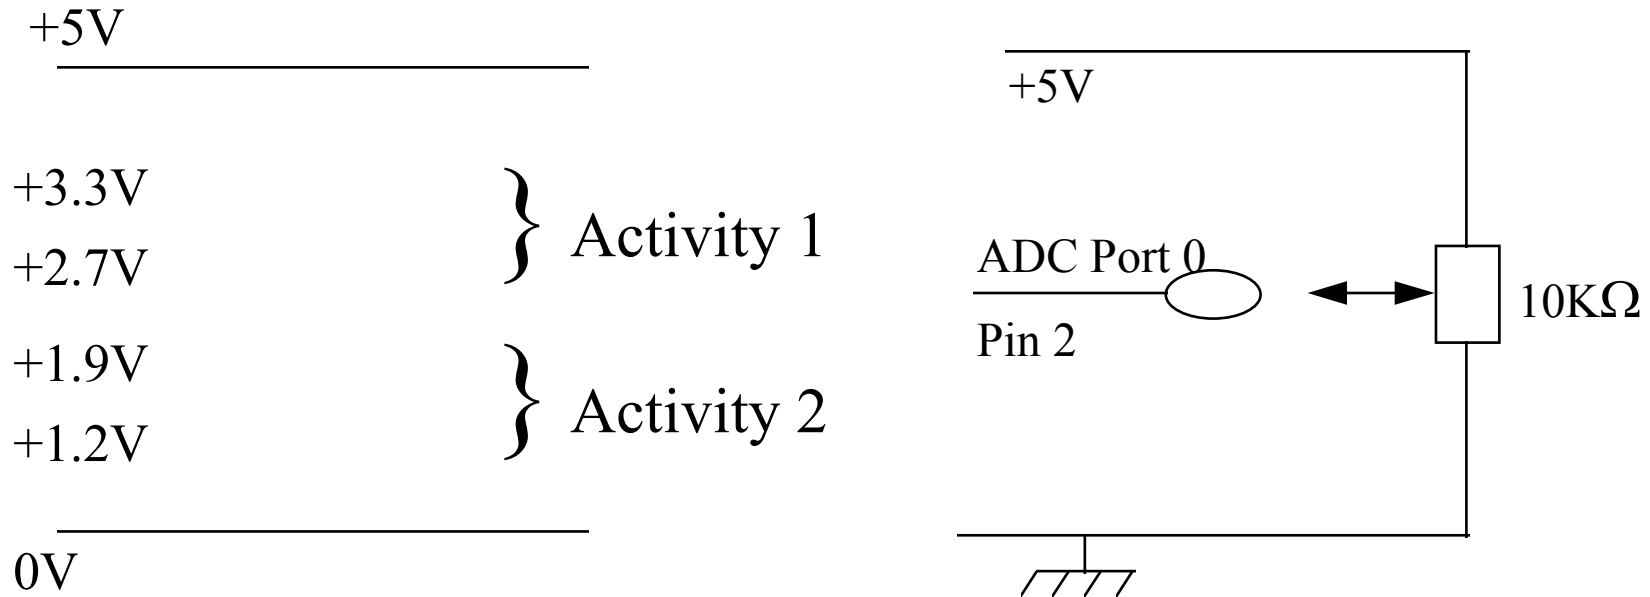 +5V
+3.3V
+2.7V
Activity 1
+1.9V
+1.2V
Activity 2
0V
+5V
ADC Port 0
Pin 2
10KΩ